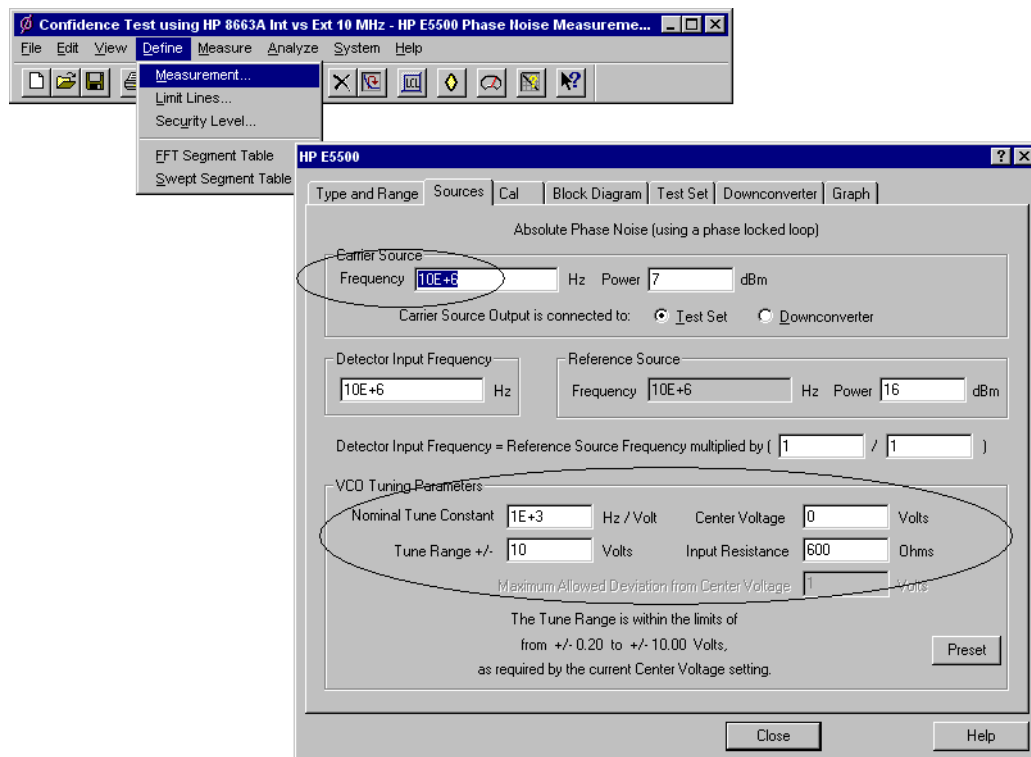 Confidence Test using HP 8663A Int vs Ext 10 MHz - HP E5500 Phase Noise Measureme...
File Edit View Define Measure Analyze System Help
Measurement...
Limit Lines...
Security Level...
FFT Segment Table
Swept Segment Table
HP E5500
Type and Range Sources Cal Block Diagram Test Set Downconverter Graph
Absolute Phase Noise (using a phase locked loop)
Carrier Source
Frequency 10E+6 Hz Power 7 dBm
Carrier Source Output is connected to: Test Set Downconverter
Detector Input Frequency
10E+6 Hz
Reference Source
Frequency 10E+6 Hz Power 16 dBm
Detector Input Frequency = Reference Source Frequency multiplied by ( 1 / 1 )
VCO Tuning Parameters
Nominal Tune Constant 1E+3 Hz / Volt Center Voltage 0 Volts
Tune Range +/- 10 Volts Input Resistance 600 Ohms
Maximum Allowed Deviation from Center Voltage 1 Volts
The Tune Range is within the limits of
from +/- 0.20 to +/- 10.00 Volts,
as required by the current Center Voltage setting.
Preset
Close Help